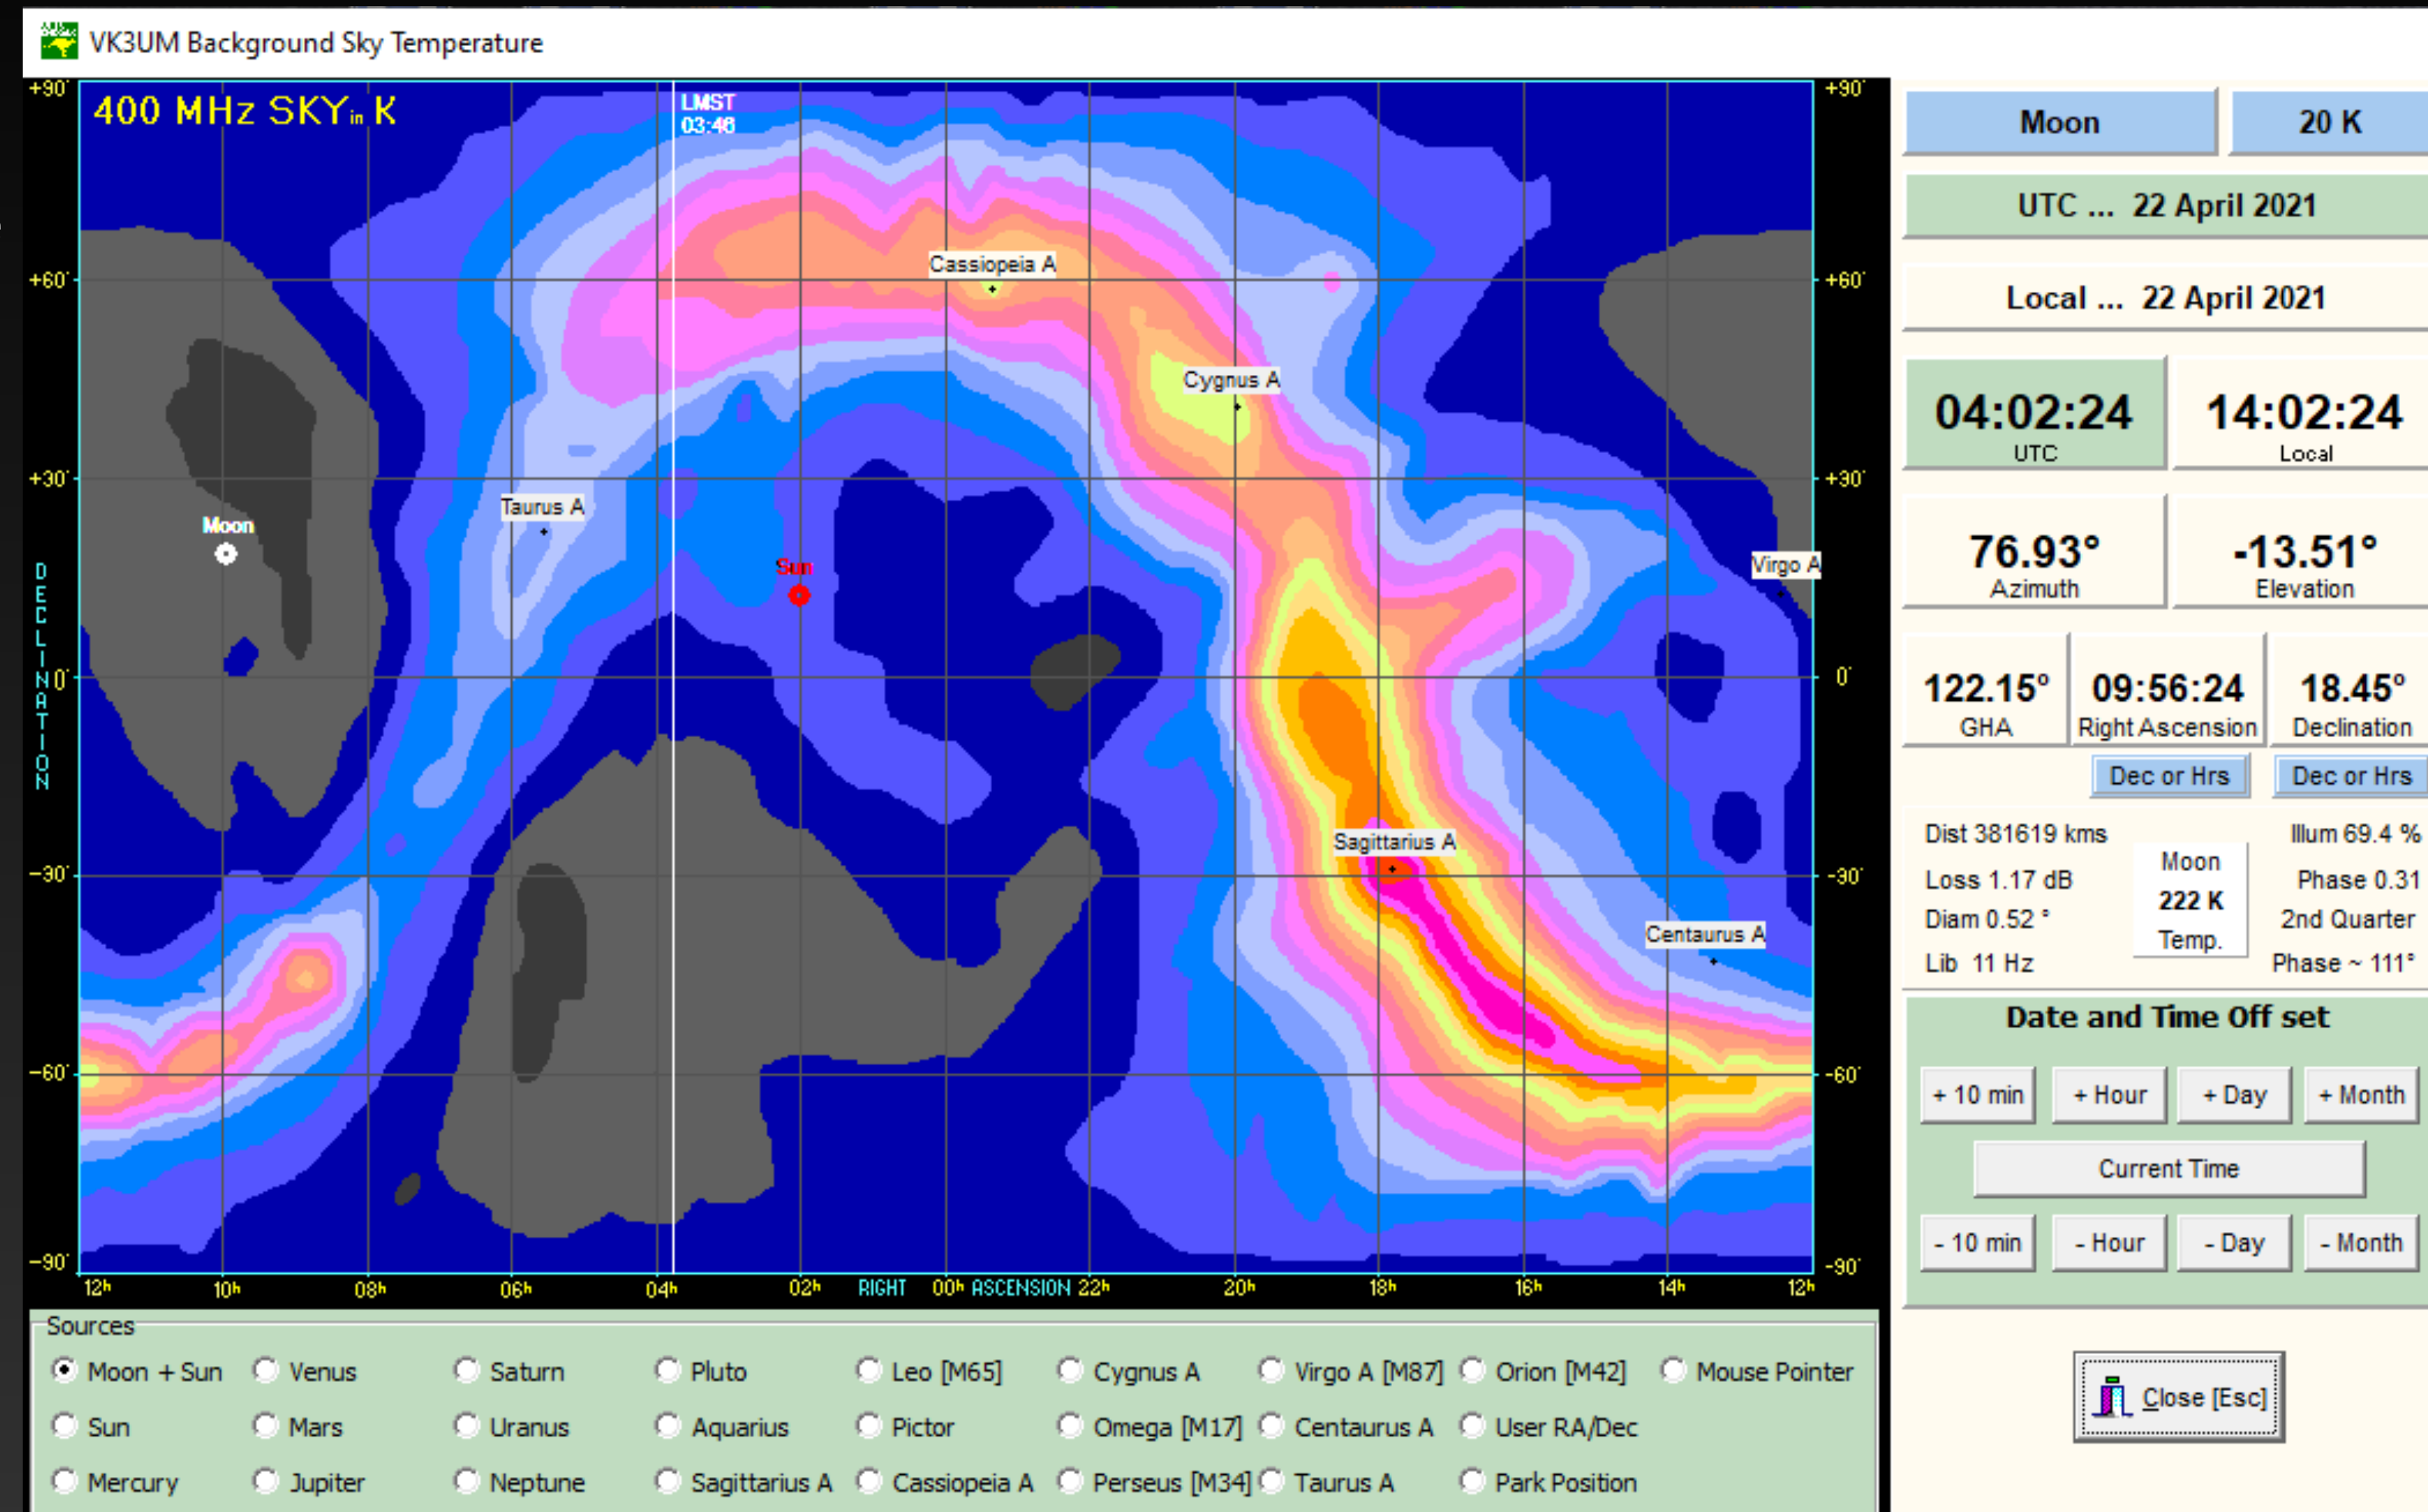 VK3UM Background Sky Temperature
400 MHz SKY in K
LMST
03:46
+90°
+60°
+30°
0°
-30°
-60°
-90°
DECLINATION
+90°
+60°
+30°
0°
-30°
-60°
-90°
Cassiopeia A
Cygnus A
Taurus A
Moon
Sun
Virgo A
Sagittarius A
Centaurus A
12h 10h 08h 06h 04h 02h RIGHT 00h ASCENSION 22h 20h 18h 16h 14h 12h
Moon 20 K
UTC ... 22 April 2021
Local ... 22 April 2021
04:02:24 14:02:24
UTC Local
76.93° -13.51°
Azimuth Elevation
122.15° 09:56:24 18.45°
GHA Right Ascension Declination
Dec or Hrs Dec or Hrs
Dist 381619 kms Illum 69.4 %
Loss 1.17 dB Phase 0.31
Diam 0.52 ° 2nd Quarter
Lib 11 Hz Phase ~ 111°
Moon
222 K
Temp.
Date and Time Off set
+ 10 min + Hour + Day + Month
Current Time
- 10 min - Hour - Day - Month
Close [Esc]
Sources
Moon + Sun Venus Saturn Pluto Leo [M65] Cygnus A Virgo A [M87] Orion [M42] Mouse Pointer
Sun Mars Uranus Aquarius Pictor Omega [M17] Centaurus A User RA/Dec
Mercury Jupiter Neptune Sagittarius A Cassiopeia A Perseus [M34] Taurus A Park Position